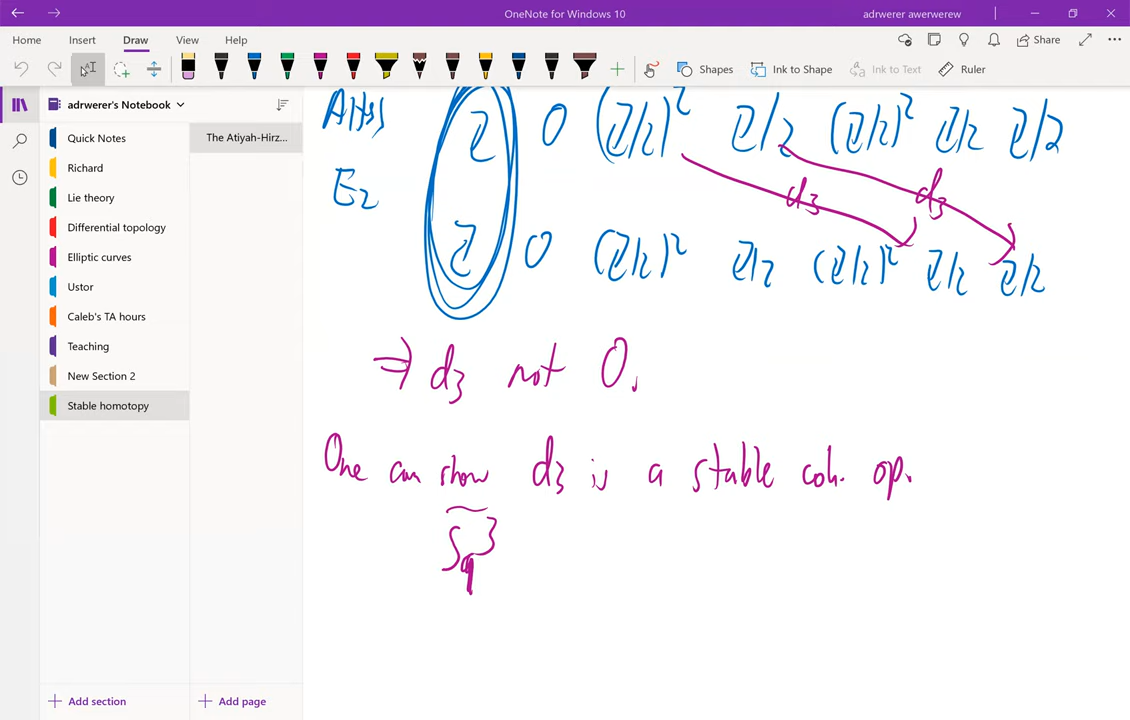 OneNote for Windows 10
adrwerer awerwerew
Home Insert Draw View Help
Share
Shapes
Ink to Shape
Ink to Text
Ruler
adrwerer's Notebook
Quick Notes
Richard
Lie theory
Differential topology
Elliptic curves
Ustor
Caleb's TA hours
Teaching
New Section 2
Stable homotopy
Add section
The Atiyah-Hirz...
Add page
AHSS Z 0 (Z/2)² Z/2 (Z/2)² Z/2 Z/2
E₂ d₃ d₃
Z 0 (Z/2)² Z/2 (Z/2)² Z/2 Z/2
⇒ d₃ not 0.
One can show d₃ is a stable coh. op.
S̃q³